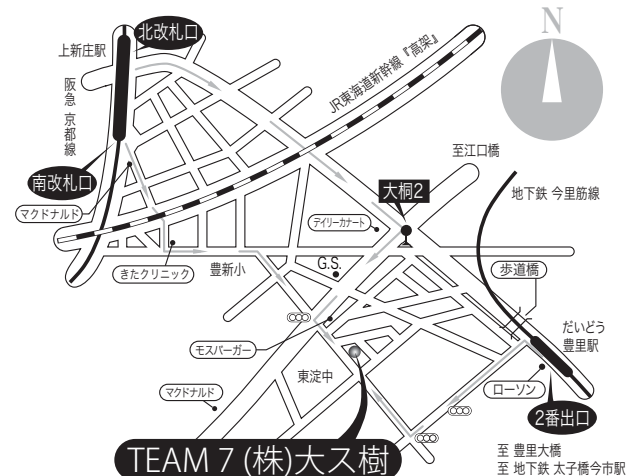 北改札口
上新庄駅
阪急 京都線
JR東海道新幹線『高架』
N
至江口橋
南改札口
マクドナルド
大桐2
地下鉄 今里筋線
デイリーカナート
歩道橋
きたクリニック
豊新小
G.S.
だいどう
豊里駅
モスバーガー
東淀中
マクドナルド
ローソン
2番出口
TEAM 7 (株)大ス樹
至 豊里大橋
至 地下鉄 太子橋今市駅